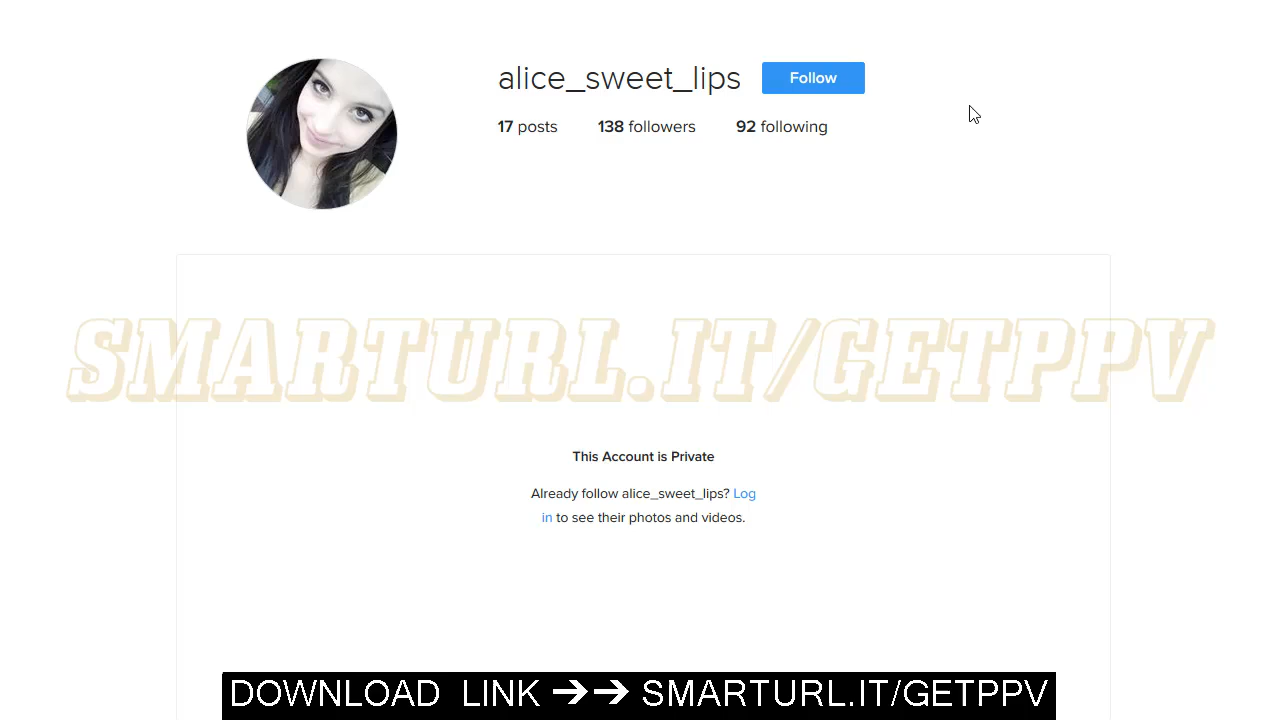 alice_sweet_lips Follow
17 posts 138 followers 92 following
SMARTURL.IT/GETPPV
This Account is Private
Already follow alice_sweet_lips? Log
in to see their photos and videos.
DOWNLOAD LINK →→ SMARTURL.IT/GETPPV